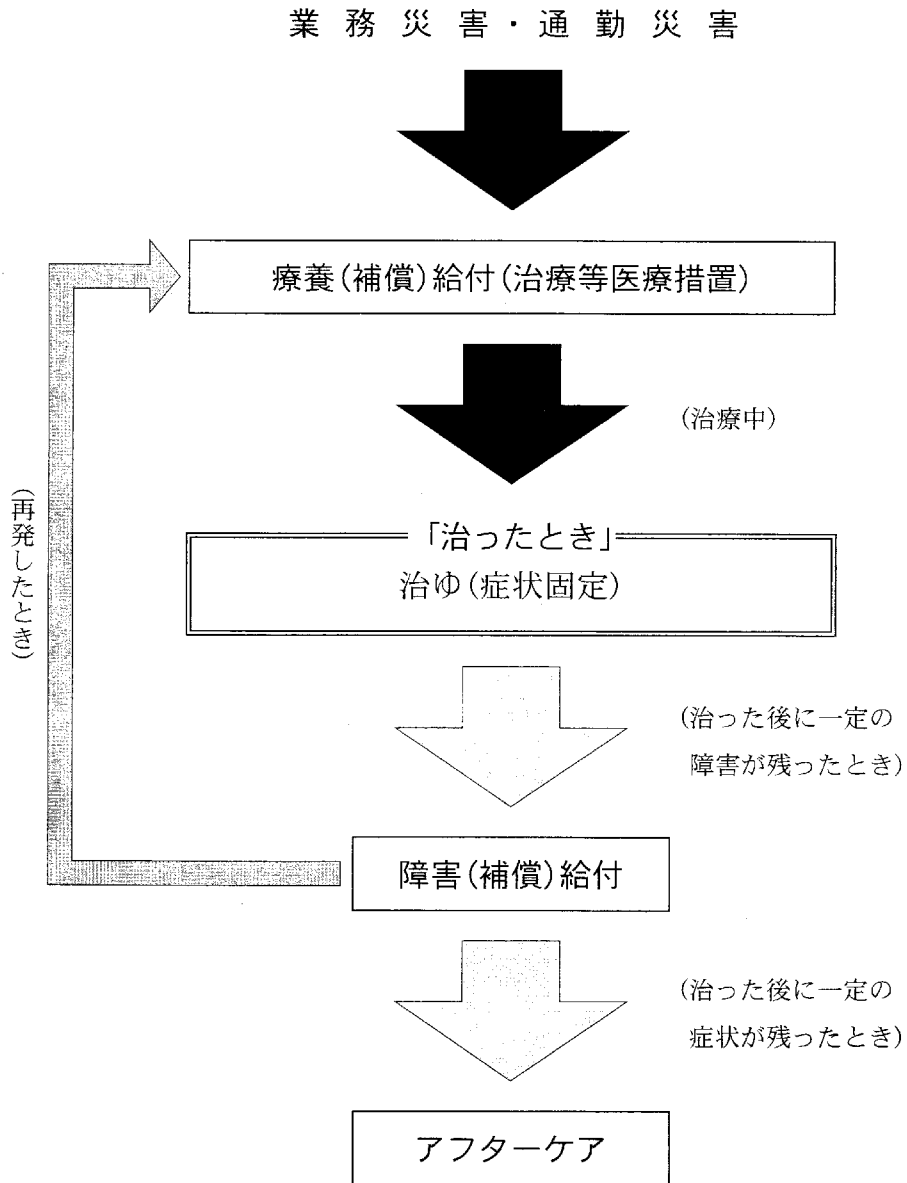 業務災害・通勤災害
療養（補償）給付（治療等医療措置）
（治療中）
「治ったとき」
治ゆ（症状固定）
（再発したとき）
（治った後に一定の
障害が残ったとき）
障害（補償）給付
（治った後に一定の
症状が残ったとき）
アフターケア